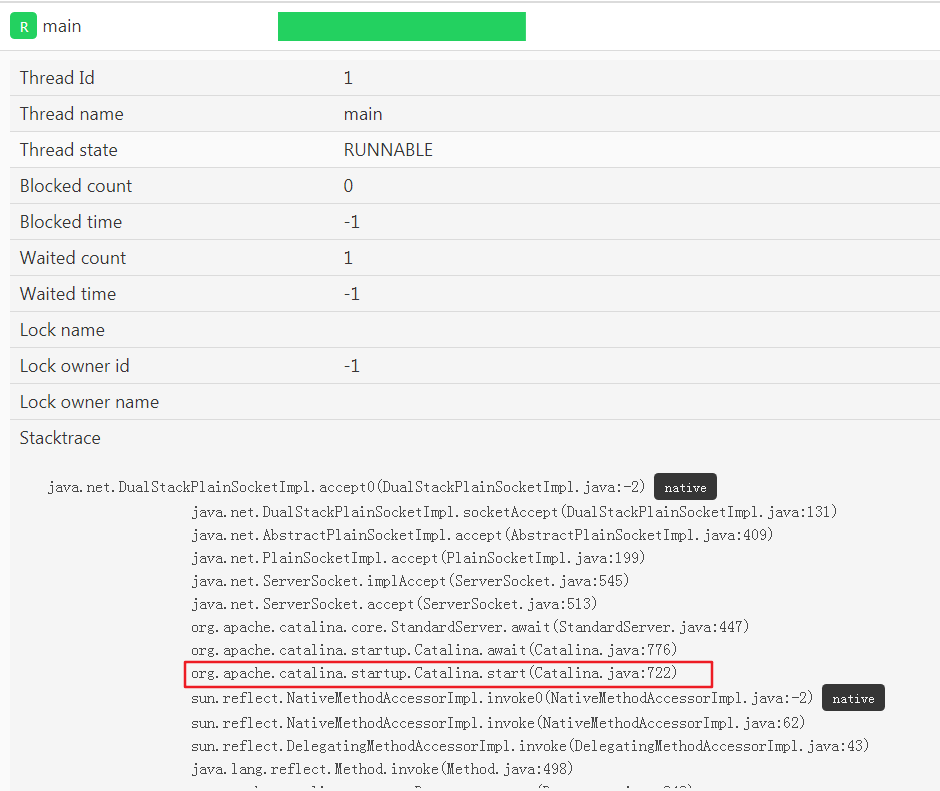 R main
Thread Id 1
Thread name main
Thread state RUNNABLE
Blocked count 0
Blocked time -1
Waited count 1
Waited time -1
Lock name
Lock owner id -1
Lock owner name
Stacktrace
java.net.DualStackPlainSocketImpl.accept0(DualStackPlainSocketImpl.java:-2) native
java.net.DualStackPlainSocketImpl.socketAccept(DualStackPlainSocketImpl.java:131)
java.net.AbstractPlainSocketImpl.accept(AbstractPlainSocketImpl.java:409)
java.net.PlainSocketImpl.accept(PlainSocketImpl.java:199)
java.net.ServerSocket.implAccept(ServerSocket.java:545)
java.net.ServerSocket.accept(ServerSocket.java:513)
org.apache.catalina.core.StandardServer.await(StandardServer.java:447)
org.apache.catalina.startup.Catalina.await(Catalina.java:776)
org.apache.catalina.startup.Catalina.start(Catalina.java:722)
sun.reflect.NativeMethodAccessorImpl.invoke0(NativeMethodAccessorImpl.java:-2) native
sun.reflect.NativeMethodAccessorImpl.invoke(NativeMethodAccessorImpl.java:62)
sun.reflect.DelegatingMethodAccessorImpl.invoke(DelegatingMethodAccessorImpl.java:43)
java.lang.reflect.Method.invoke(Method.java:498)